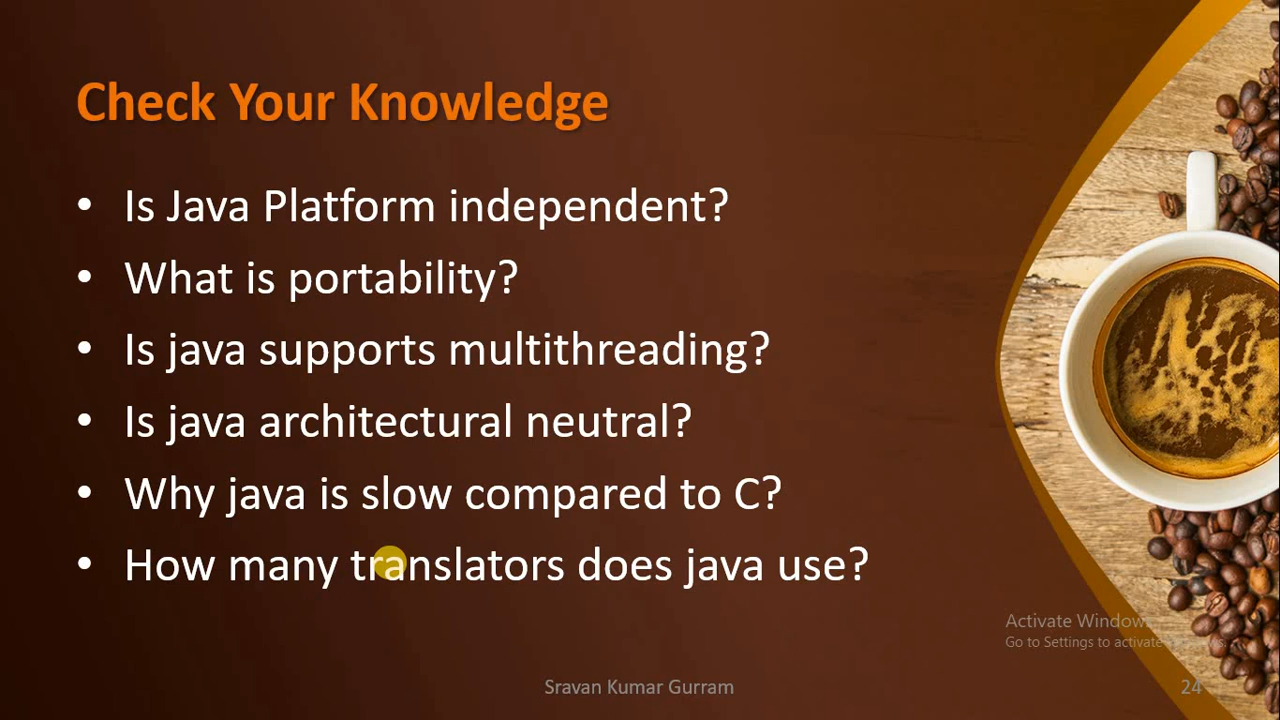 Check Your Knowledge
• Is Java Platform independent?
• What is portability?
• Is java supports multithreading?
• Is java architectural neutral?
• Why java is slow compared to C?
• How many translators does java use?
Activate Windows
Go to Settings to activate Windows.
Sravan Kumar Gurram
24